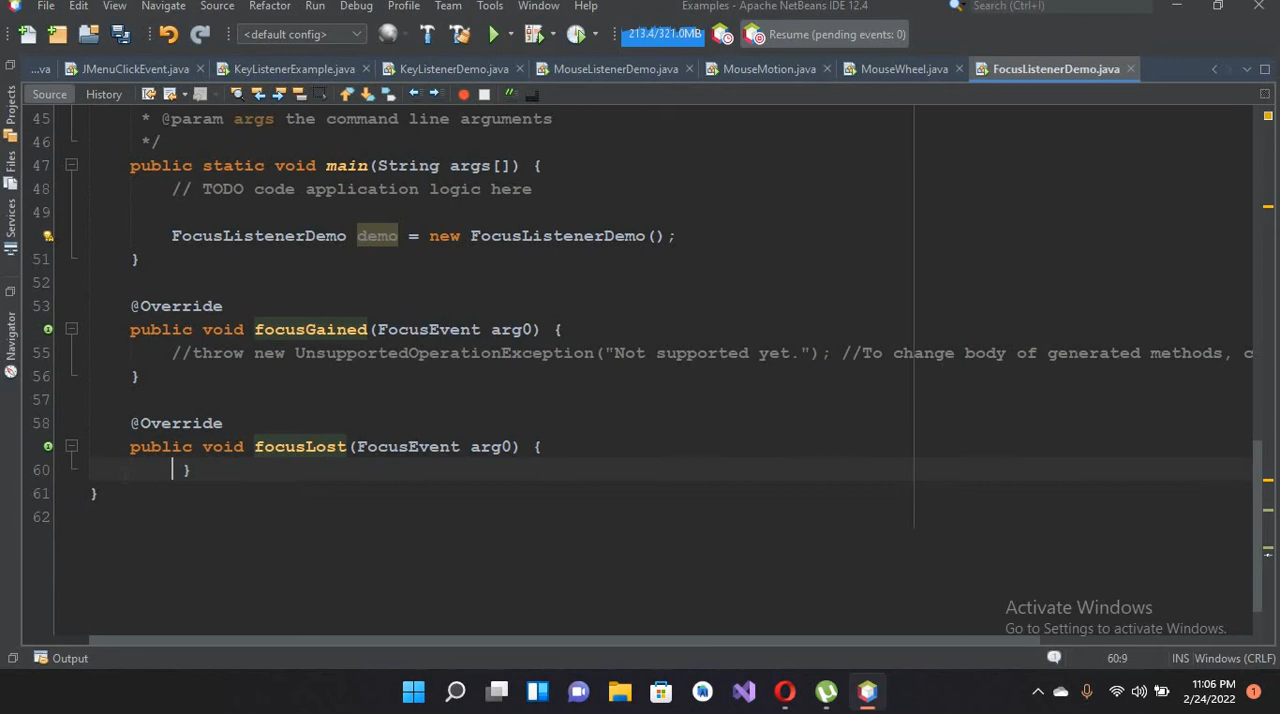 File Edit View Navigate Source Refactor Run Debug Profile Team Tools Window Help Examples - Apache NetBeans IDE 12.4 Search (Ctrl+I)
<default config> 213.4/321.0MB Resume (pending events: 0)
...va JMenuClickEvent.java KeyListenerExample.java KeyListenerDemo.java MouseListenerDemo.java MouseMotion.java MouseWheel.java FocusListenerDemo.java
Source History
Projects
Files
Services
Navigator
45 * @param args the command line arguments
46 */
47 public static void main(String args[]) {
48 // TODO code application logic here
49
FocusListenerDemo demo = new FocusListenerDemo();
51 }
52
53 @Override
public void focusGained(FocusEvent arg0) {
55 //throw new UnsupportedOperationException("Not supported yet."); //To change body of generated methods, c
56 }
57
58 @Override
public void focusLost(FocusEvent arg0) {
60 }
61 }
62
Activate Windows
Go to Settings to activate Windows.
Output 60:9 INS Windows (CRLF)
11:06 PM
2/24/2022
1